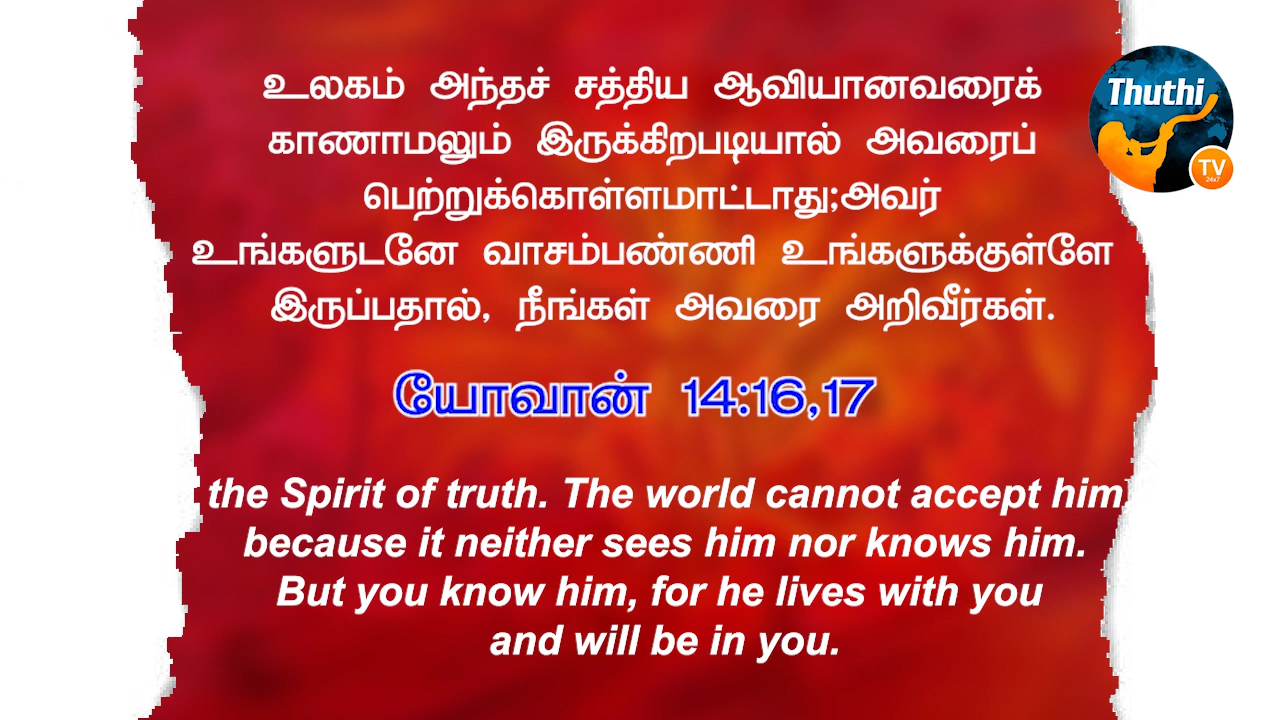 உலகம் அந்தச் சத்திய ஆவியானவரைக்
காணாமலும் இருக்கிறபடியால் அவரைப்
பெற்றுக்கொள்ளமாட்டாது;அவர்
உங்களுடனே வாசம்பண்ணி உங்களுக்குள்ளே
இருப்பதால், நீங்கள் அவரை அறிவீர்கள்.
யோவான் 14:16,17
the Spirit of truth. The world cannot accept him
because it neither sees him nor knows him.
But you know him, for he lives with you
and will be in you.
Thuthi
TV
24x7